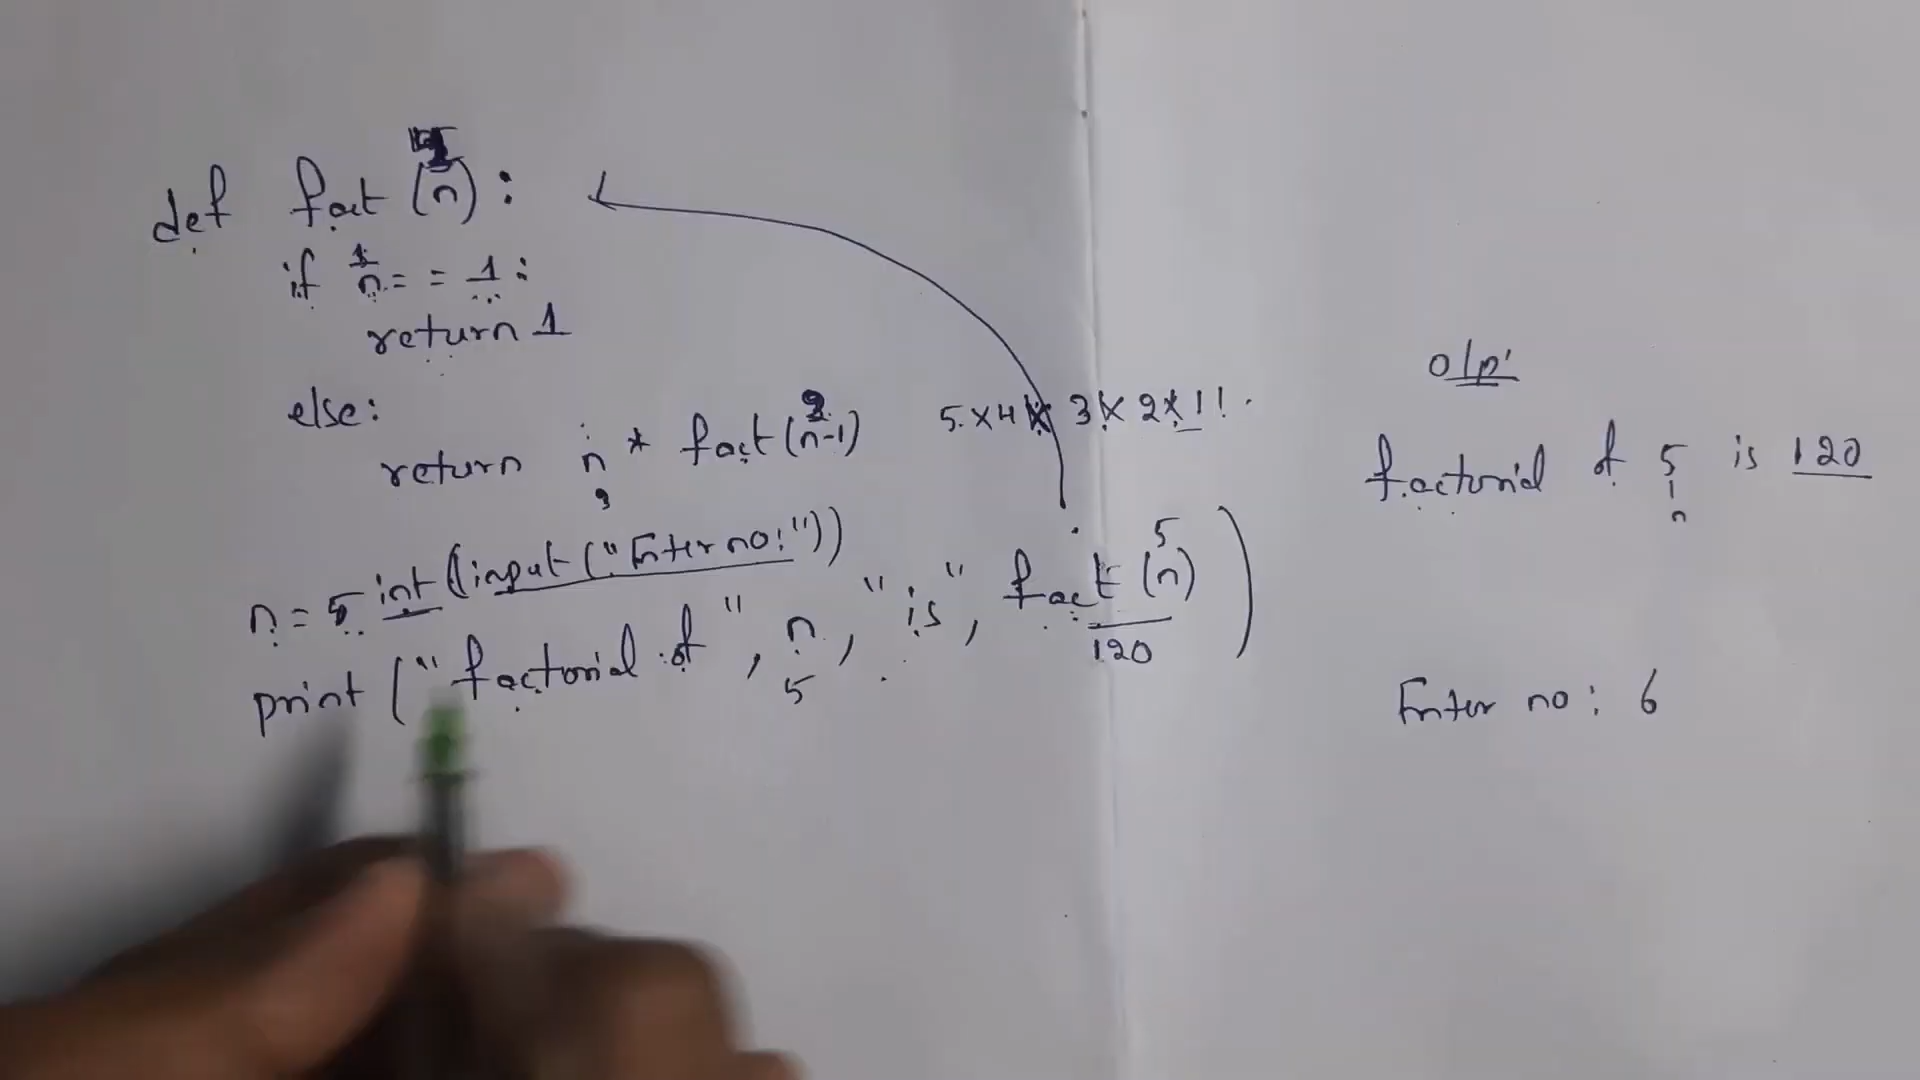 def fact (n):
if n == 1:
return 1
else:
return n * fact(n-1)
5 x 4 x 3 x 2 x 1!
n = 5 int(input("Enter no:"))
print ("factorial of", n, "is", fact (n))
5
5
120
o/p
factorial of 5 is 120
n
Enter no: 6